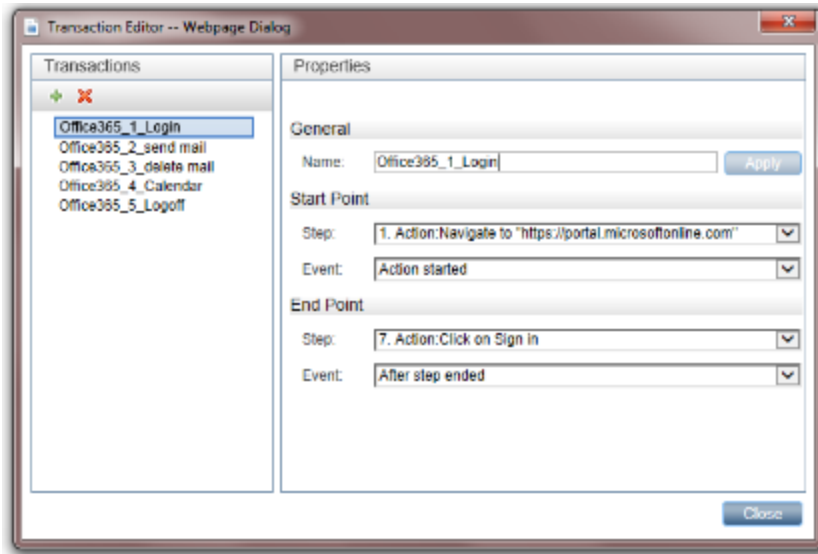 Transaction Editor -- Webpage Dialog
Transactions
Office365_1_Login
Office365_2_send mail
Office365_3_delete mail
Office365_4_Calendar
Office365_5_Logoff
Properties
General
Name: Office365_1_Login Apply
Start Point
Step: 1. Action:Navigate to "https://portal.microsoftonline.com"
Event: Action started
End Point
Step: 7. Action:Click on Sign in
Event: After step ended
Close